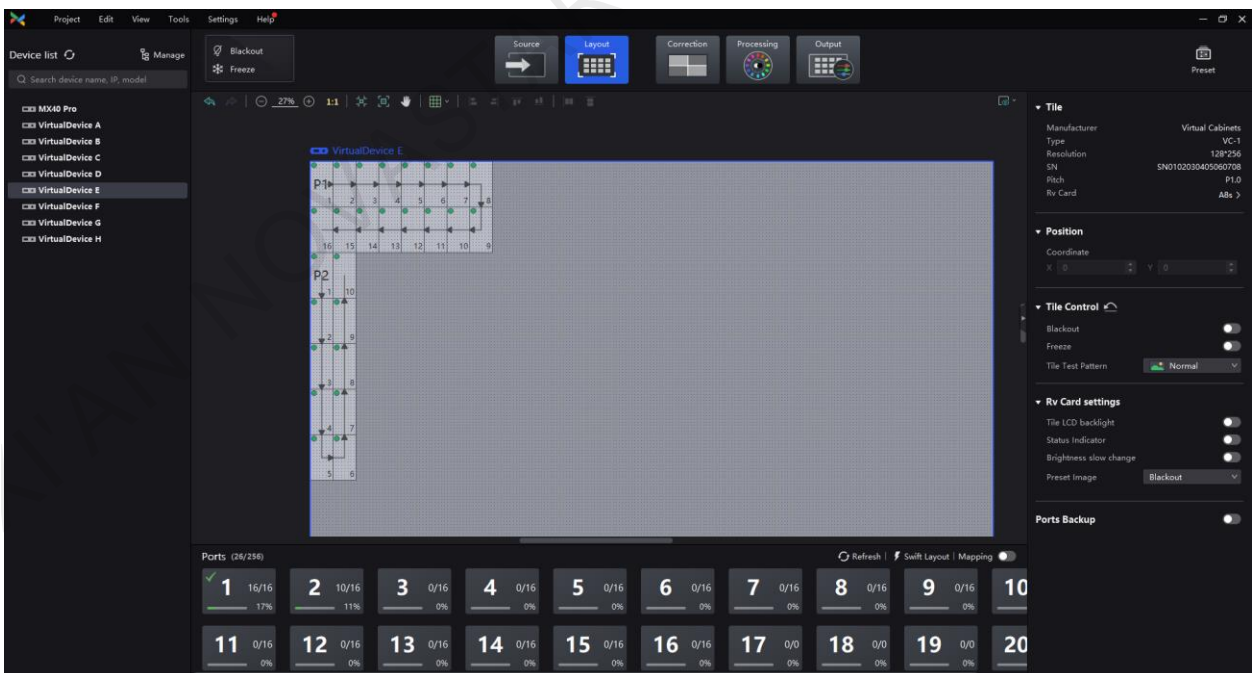 Project Edit View Tools Settings Help
Device list Manage
Search device name, IP, model
MX40 Pro
VirtualDevice A
VirtualDevice B
VirtualDevice C
VirtualDevice D
VirtualDevice E
VirtualDevice F
VirtualDevice G
VirtualDevice H
Blackout
Freeze
Source Layout Correction Processing Output
Preset
27% 1:1
VirtualDevice E
P1
1 2 3 4 5 6 7 8
16 15 14 13 12 11 10 9
P2
1 10
2 9
3 8
4 7
5 6
Ports (26/256) Refresh | Swift Layout | Mapping
1 16/16 2 10/16 3 0/16 4 0/16 5 0/16 6 0/16 7 0/16 8 0/16 9 0/16 10
17% 11% 0% 0% 0% 0% 0% 0% 0%
11 0/16 12 0/16 13 0/16 14 0/16 15 0/16 16 0/16 17 0/0 18 0/0 19 0/0 20
0% 0% 0% 0% 0% 0% 0% 0% 0%
Tile
Manufacturer Virtual Cabinets
Type VC-1
Resolution 128*256
SN SN0102030405060708
Pitch P1.0
Rv Card A8s >
Position
Coordinate
X 0 Y 0
Tile Control
Blackout
Freeze
Tile Test Pattern Normal
Rv Card settings
Tile LCD backlight
Status Indicator
Brightness slow change
Preset Image Blackout
Ports Backup